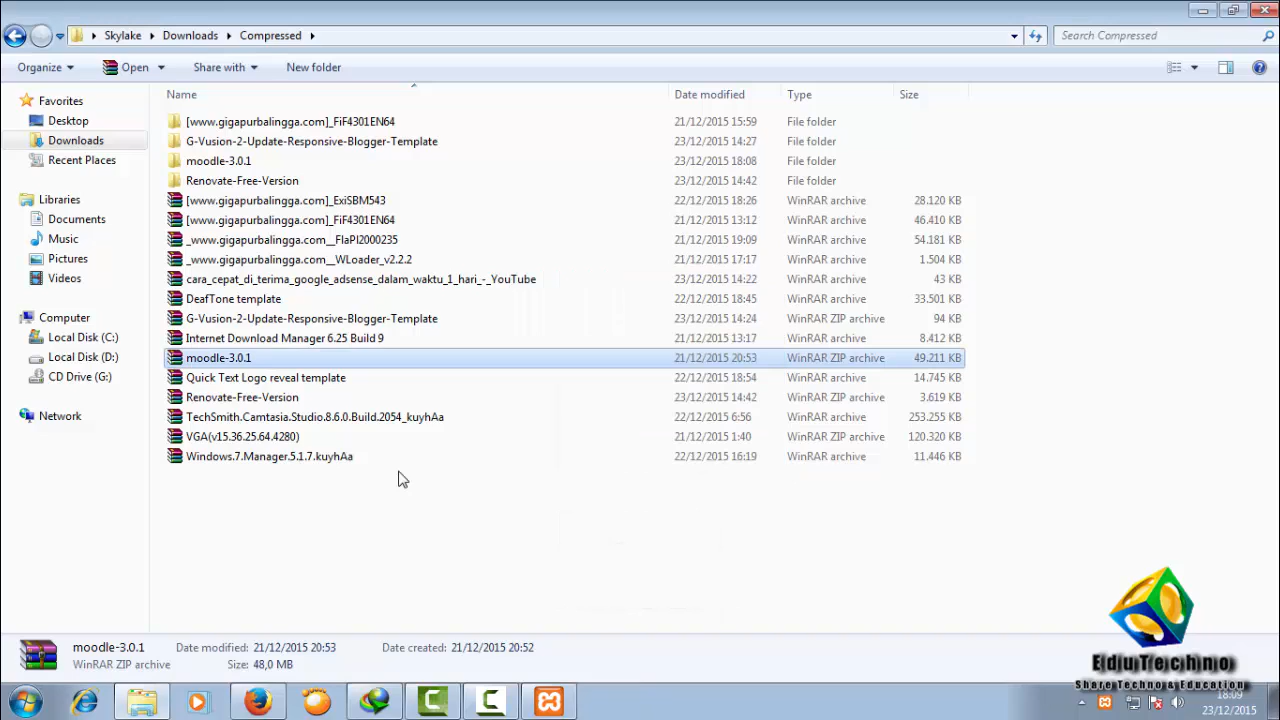 Skylake Downloads Compressed
Search Compressed
Organize Open Share with New folder
Name Date modified Type Size
Favorites
Desktop
Downloads
Recent Places
Libraries
Documents
Music
Pictures
Videos
Computer
Local Disk (C:)
Local Disk (D:)
CD Drive (G:)
Network
[www.gigapurbalingga.com]_FiF4301EN64 21/12/2015 15:59 File folder
G-Vusion-2-Update-Responsive-Blogger-Template 23/12/2015 14:27 File folder
moodle-3.0.1 23/12/2015 18:08 File folder
Renovate-Free-Version 23/12/2015 14:42 File folder
[www.gigapurbalingga.com]_ExiSBM543 22/12/2015 18:26 WinRAR archive 28.120 KB
[www.gigapurbalingga.com]_FiF4301EN64 21/12/2015 13:12 WinRAR archive 46.410 KB
_www.gigapurbalingga.com__FlaPI2000235 21/12/2015 19:09 WinRAR archive 54.181 KB
_www.gigapurbalingga.com__WLoader_v2.2.2 21/12/2015 17:17 WinRAR archive 1.504 KB
cara_cepat_di_terima_google_adsense_dalam_waktu_1_hari_-_YouTube 23/12/2015 14:22 WinRAR archive 43 KB
DeafTone template 22/12/2015 18:45 WinRAR archive 33.501 KB
G-Vusion-2-Update-Responsive-Blogger-Template 23/12/2015 14:24 WinRAR ZIP archive 94 KB
Internet Download Manager 6.25 Build 9 21/12/2015 13:17 WinRAR archive 8.412 KB
moodle-3.0.1 21/12/2015 20:53 WinRAR ZIP archive 49.211 KB
Quick Text Logo reveal template 22/12/2015 18:54 WinRAR archive 14.745 KB
Renovate-Free-Version 23/12/2015 14:42 WinRAR ZIP archive 3.619 KB
TechSmith.Camtasia.Studio.8.6.0.Build.2054_kuyhAa 22/12/2015 6:56 WinRAR archive 253.255 KB
VGA(v15.36.25.64.4280) 21/12/2015 1:40 WinRAR ZIP archive 120.320 KB
Windows.7.Manager.5.1.7.kuyhAa 22/12/2015 16:19 WinRAR archive 11.446 KB
moodle-3.0.1 Date modified: 21/12/2015 20:53 Date created: 21/12/2015 20:52
WinRAR ZIP archive Size: 48,0 MB
EduTechno
Share Techno & Education
18:09
23/12/2015